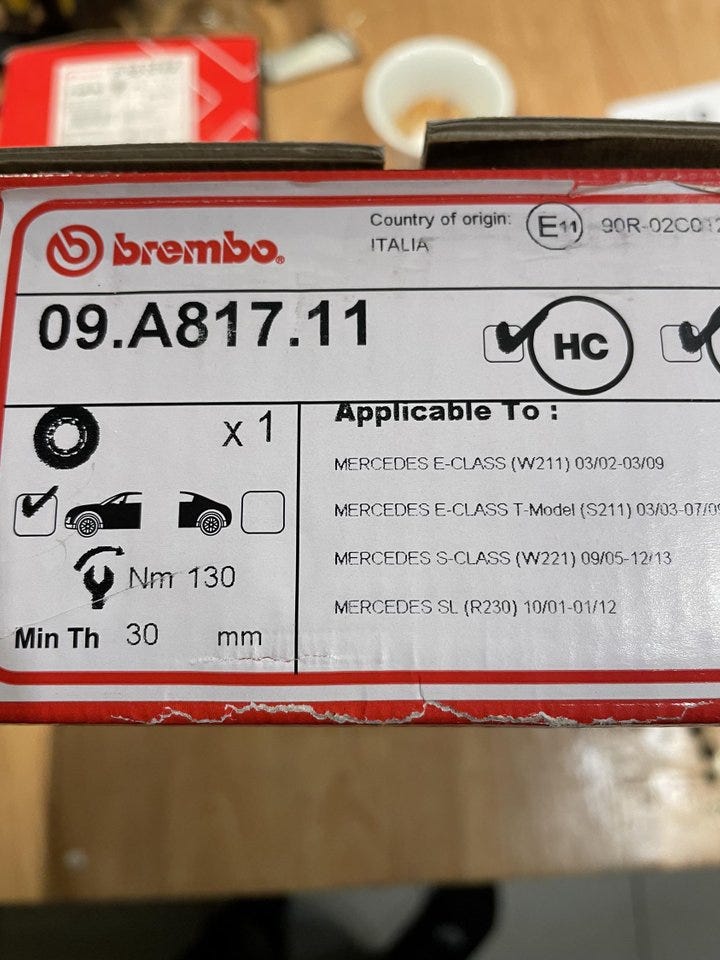 brembo®
Country of origin:
ITALIA
E11 90R-02C01
09.A817.11
HC
x 1
Nm 130
Min Th 30 mm
Applicable To :
MERCEDES E-CLASS (W211) 03/02-03/09
MERCEDES E-CLASS T-Model (S211) 03/03-07/0
MERCEDES S-CLASS (W221) 09/05-12/13
MERCEDES SL (R230) 10/01-01/12